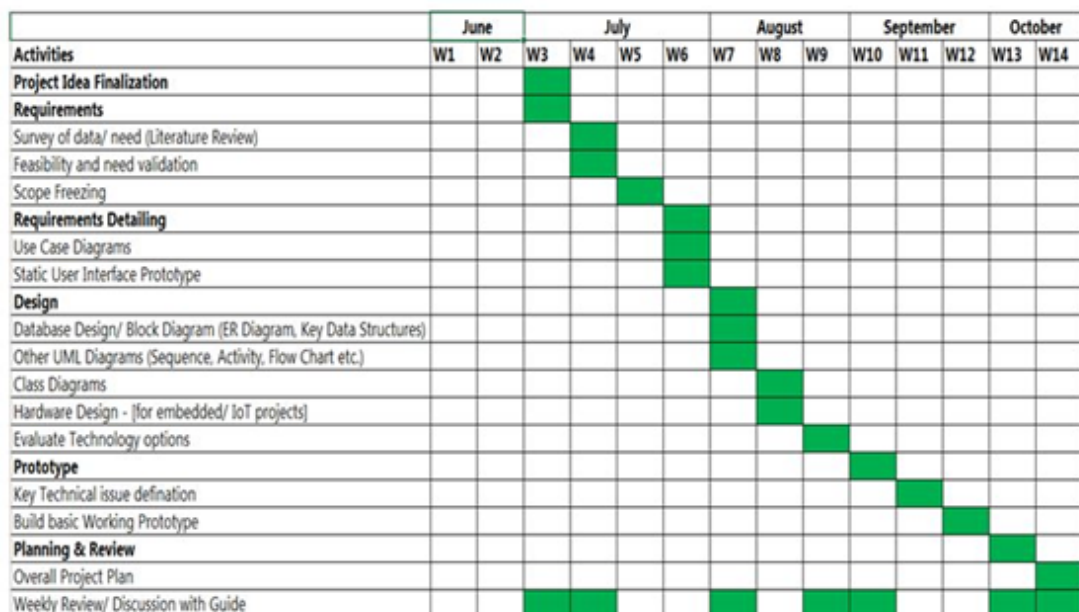 June July August September October
Activities W1 W2 W3 W4 W5 W6 W7 W8 W9 W10 W11 W12 W13 W14
Project Idea Finalization
Requirements
Survey of data/ need (Literature Review)
Feasibility and need validation
Scope Freezing
Requirements Detailing
Use Case Diagrams
Static User Interface Prototype
Design
Database Design/ Block Diagram (ER Diagram, Key Data Structures)
Other UML Diagrams (Sequence, Activity, Flow Chart etc.)
Class Diagrams
Hardware Design - [for embedded/ IoT projects]
Evaluate Technology options
Prototype
Key Technical issue defination
Build basic Working Prototype
Planning & Review
Overall Project Plan
Weekly Review/ Discussion with Guide